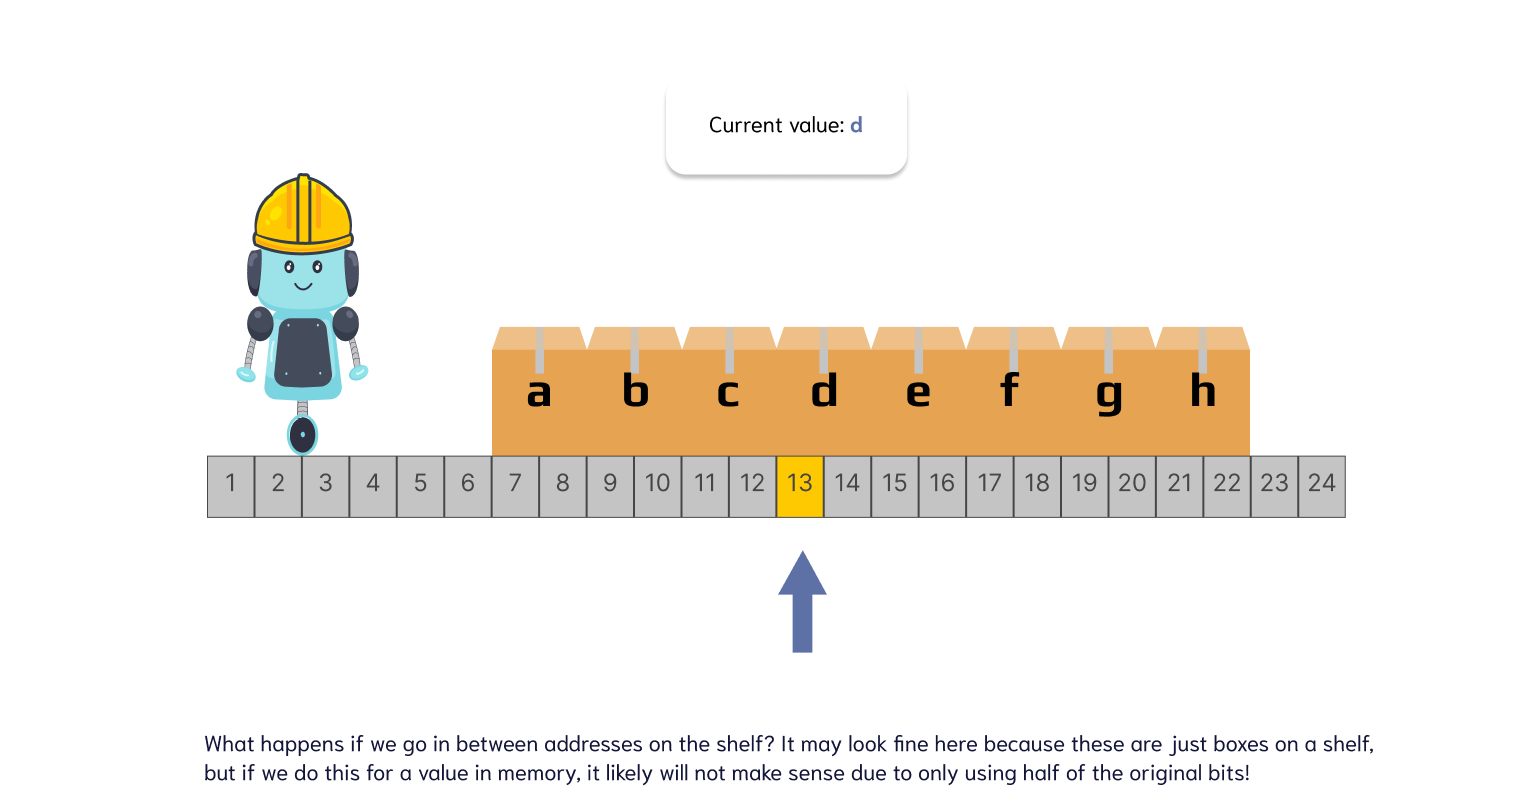 Current value: d
a b c d e f g h
1 2 3 4 5 6 7 8 9 10 11 12 13 14 15 16 17 18 19 20 21 22 23 24
What happens if we go in between addresses on the shelf? It may look fine here because these are just boxes on a shelf,
but if we do this for a value in memory, it likely will not make sense due to only using half of the original bits!